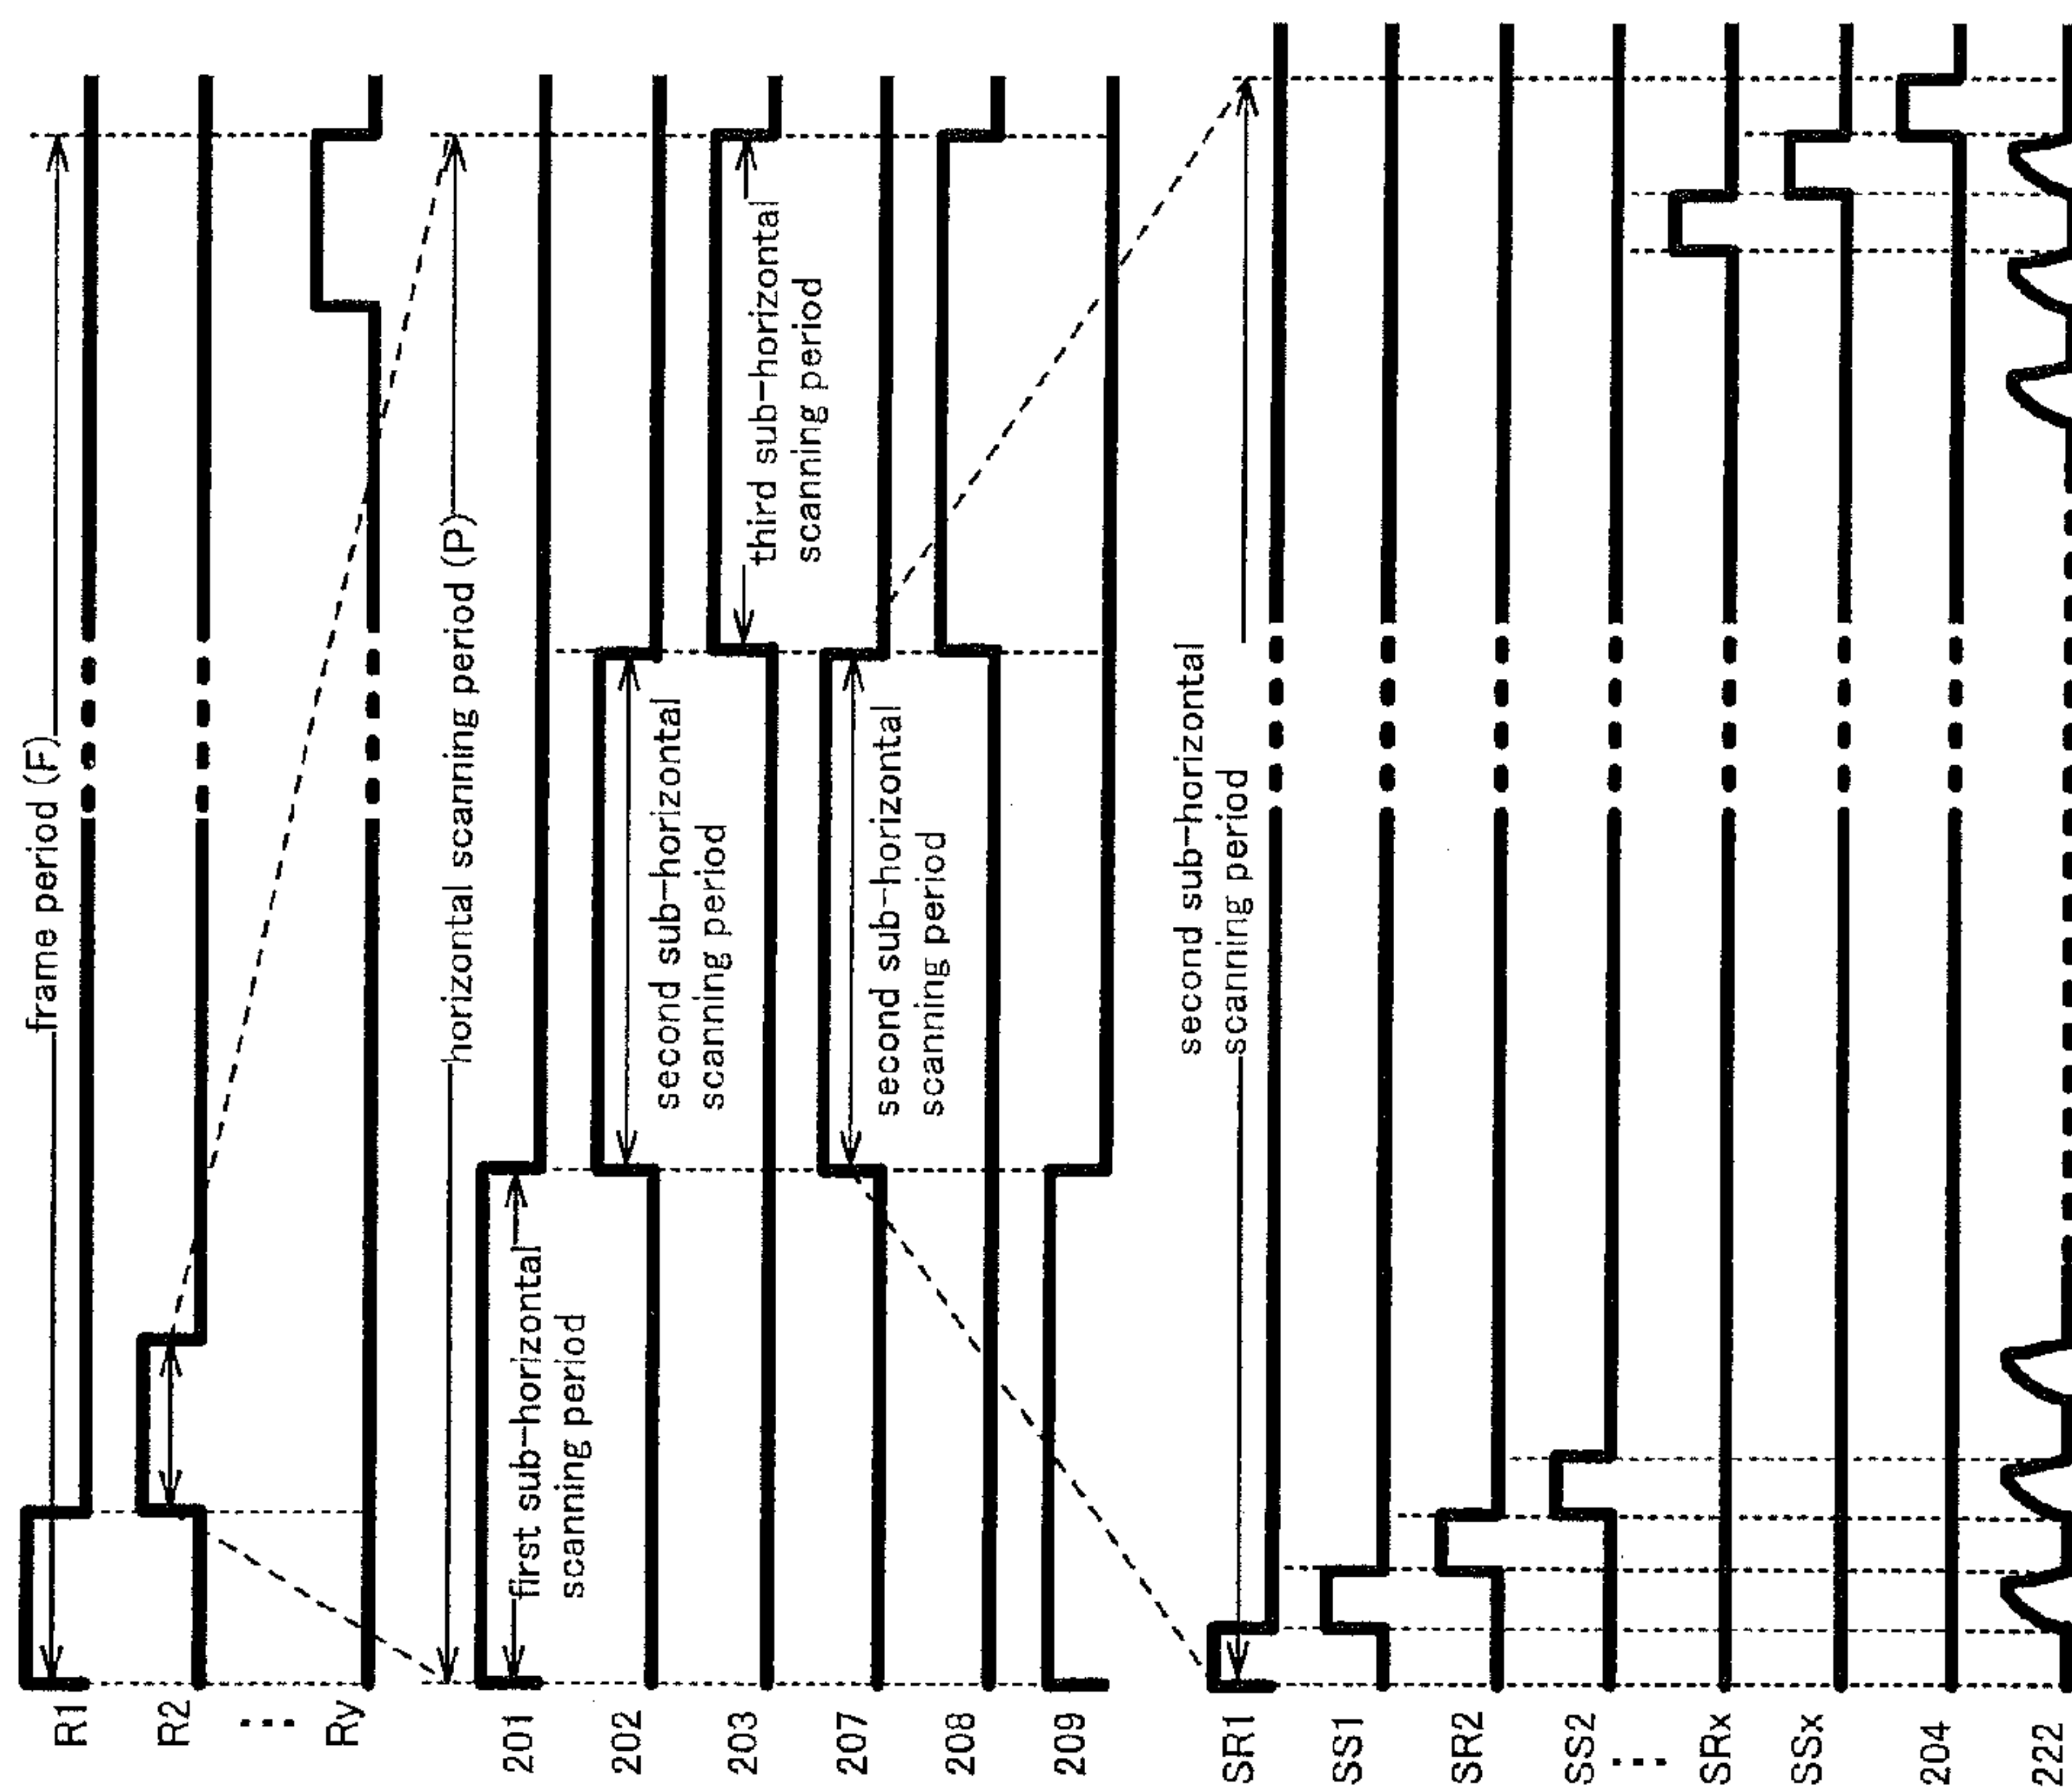 frame period (F)
R1
R2
⋮
Ry
horizontal scanning period (P)
201
first sub-horizontal
scanning period
202
second sub-horizontal
scanning period
203
third sub-horizontal
scanning period
207
second sub-horizontal
scanning period
208
209
second sub-horizontal
scanning period
SR1
SS1
SR2
SS2
⋮
SRx
SSx
204
222